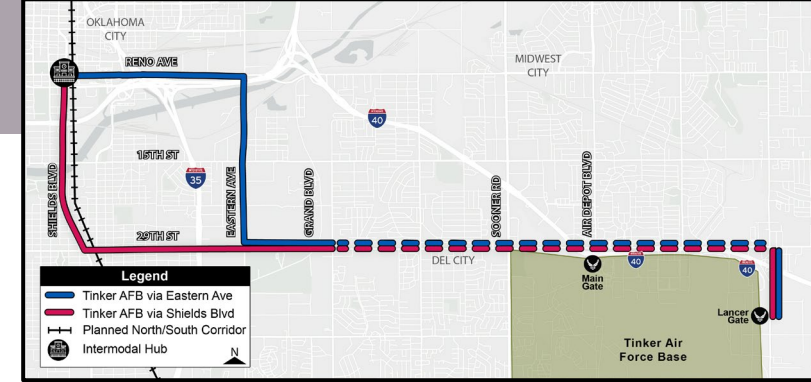 OKLAHOMA
CITY
RENO AVE
MIDWEST
CITY
40
15TH ST
35
SHIELDS BLVD
EASTERN AVE
GRAND BLVD
SOONER RD
AIR DEPOT BLVD
29TH ST
DEL CITY
40
40
Main
Gate
Lancer
Gate
Tinker Air
Force Base
Legend
Tinker AFB via Eastern Ave
Tinker AFB via Shields Blvd
Planned North/South Corridor
Intermodal Hub
N